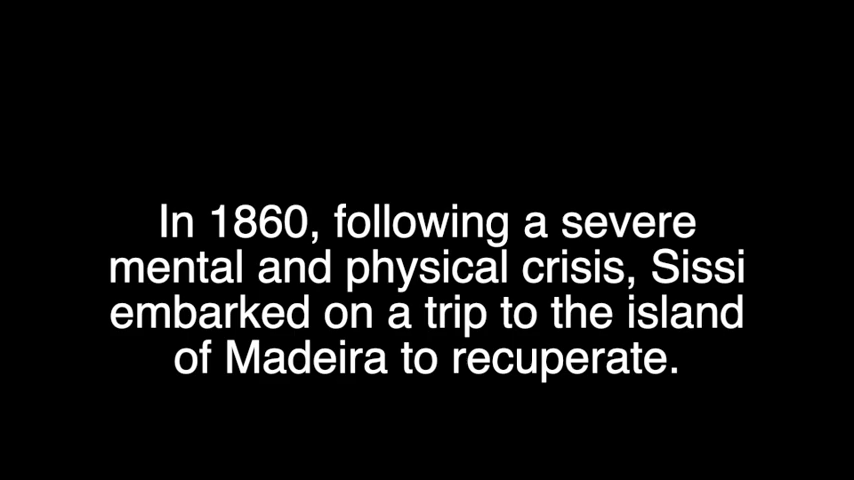 In 1860, following a severe
mental and physical crisis, Sissi
embarked on a trip to the island
of Madeira to recuperate.